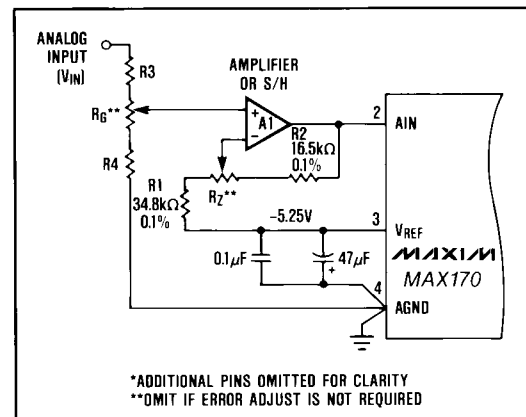 ANALOG
INPUT
(VIN)
R3
RG**
R4
AMPLIFIER
OR S/H
+
A1
−
R2
16.5kΩ
0.1%
2
AIN
R1
34.8kΩ
0.1%
RZ**
−5.25V
3
VREF
0.1μF
47μF
+
MAXIM
MAX170
4
AGND
*ADDITIONAL PINS OMITTED FOR CLARITY
**OMIT IF ERROR ADJUST IS NOT REQUIRED